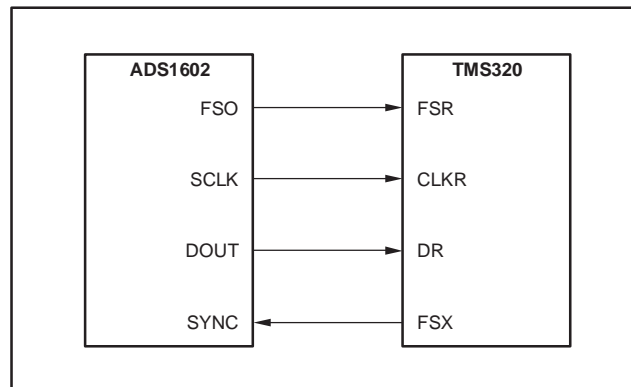 ADS1602 TMS320
FSO FSR
SCLK CLKR
DOUT DR
SYNC FSX